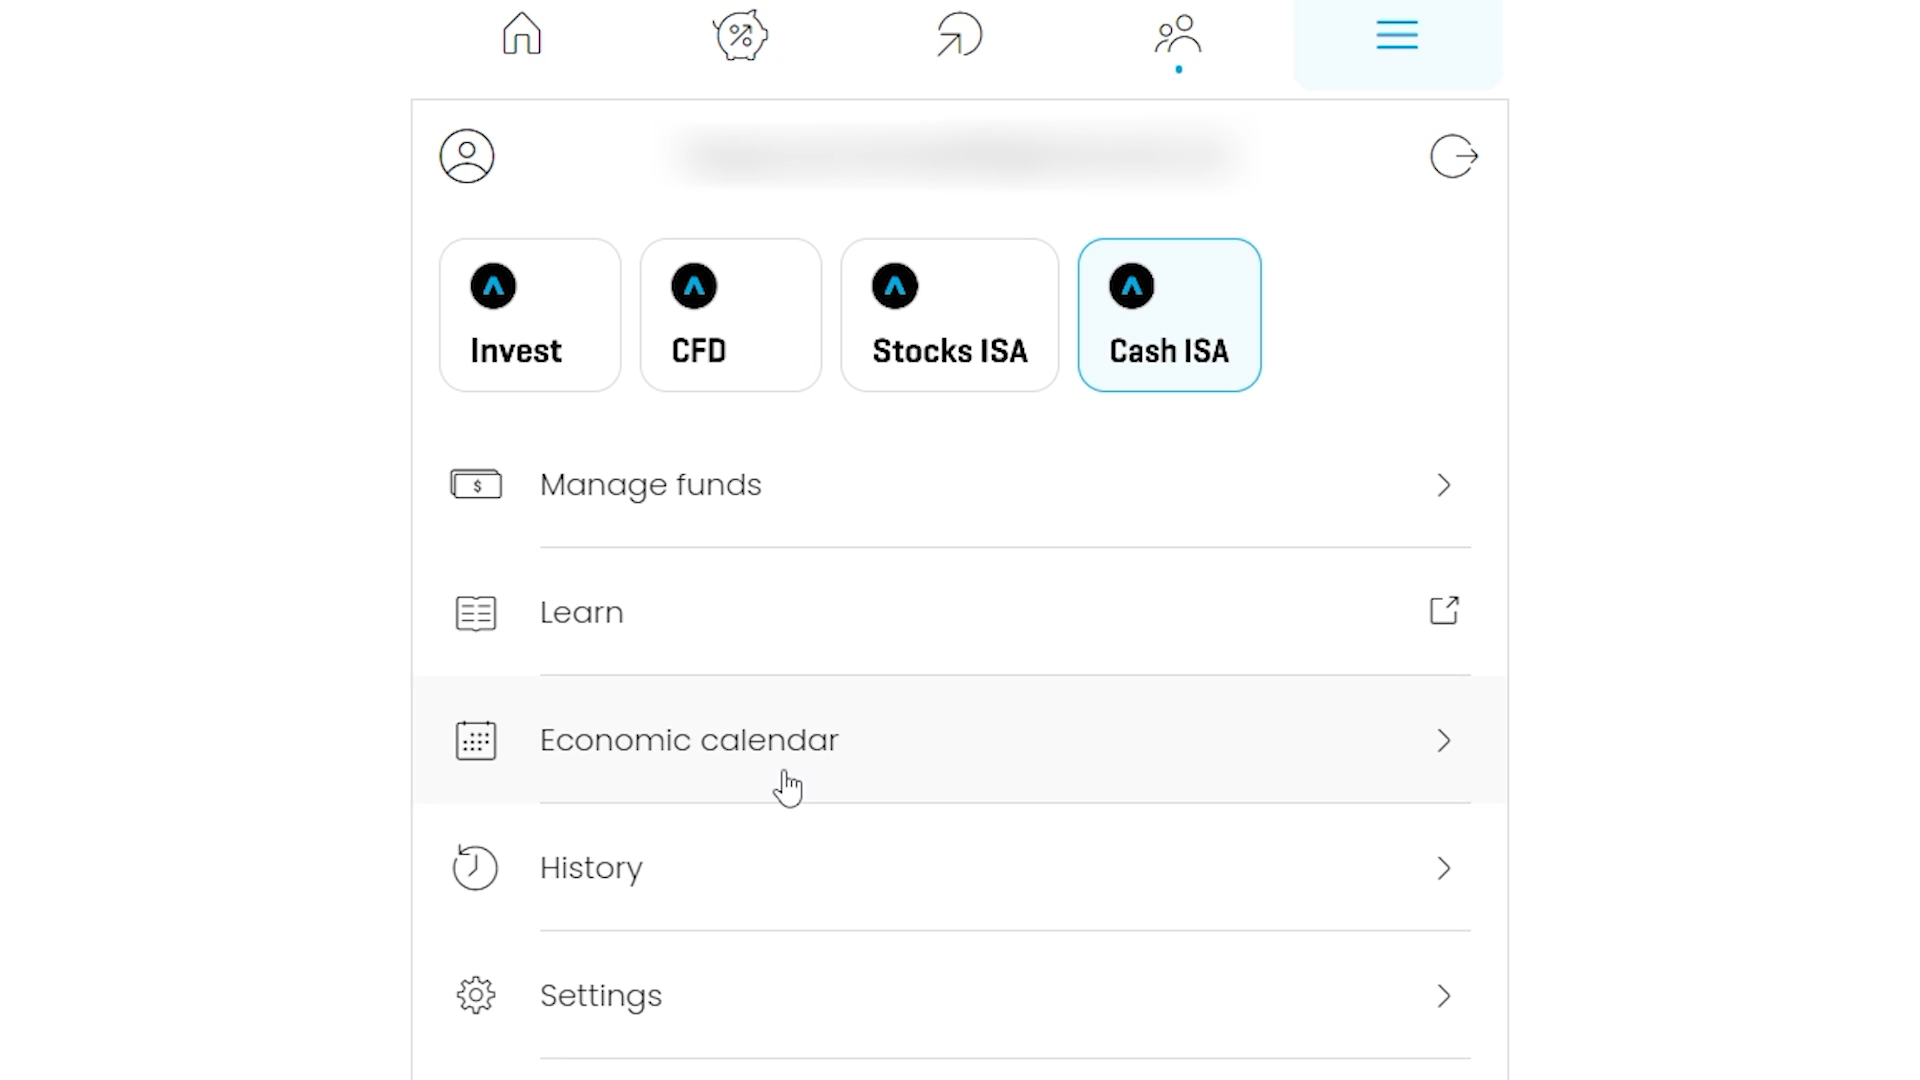 Invest
CFD
Stocks ISA
Cash ISA
Manage funds
Learn
Economic calendar
History
Settings